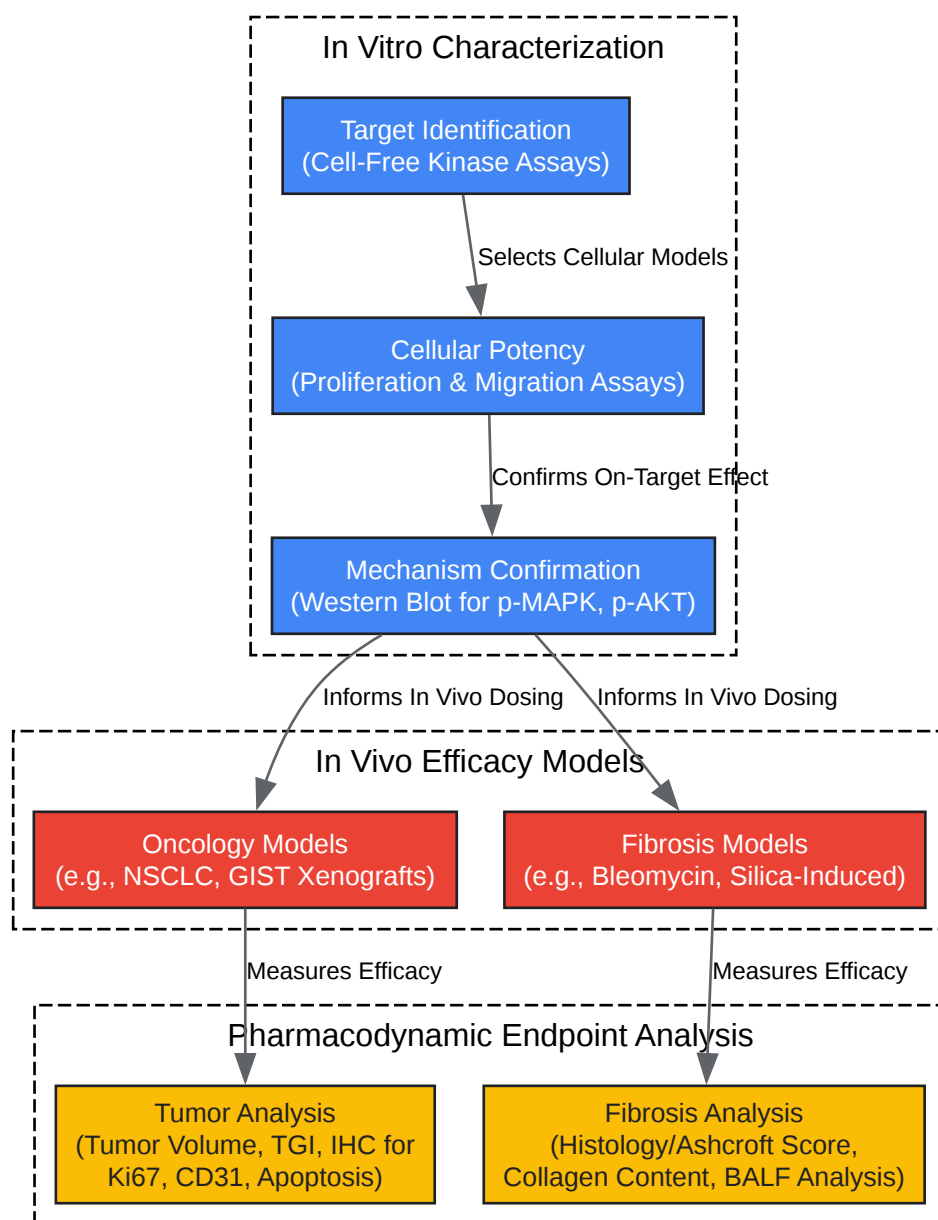 In Vitro Characterization
Target Identification
(Cell-Free Kinase Assays)
Selects Cellular Models
Cellular Potency
(Proliferation & Migration Assays)
Confirms On-Target Effect
Mechanism Confirmation
(Western Blot for p-MAPK, p-AKT)
Informs In Vivo Dosing
Informs In Vivo Dosing
In Vivo Efficacy Models
Oncology Models
(e.g., NSCLC, GIST Xenografts)
Fibrosis Models
(e.g., Bleomycin, Silica-Induced)
Measures Efficacy
Measures Efficacy
Pharmacodynamic Endpoint Analysis
Tumor Analysis
(Tumor Volume, TGI, IHC for
Ki67, CD31, Apoptosis)
Fibrosis Analysis
(Histology/Ashcroft Score,
Collagen Content, BALF Analysis)